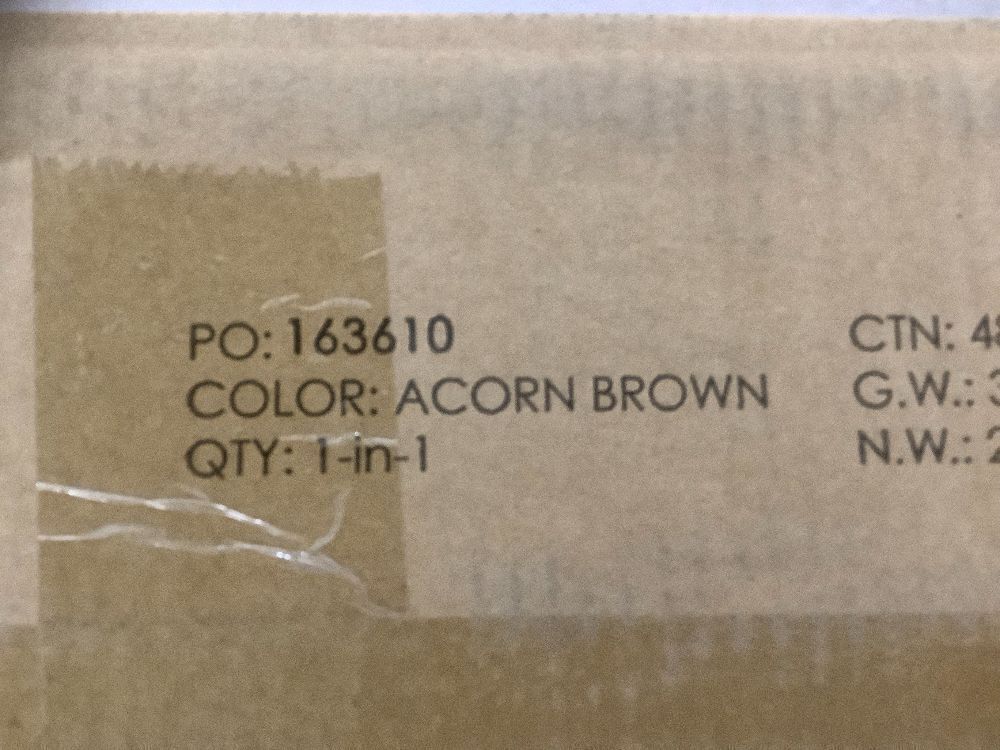 PO: 163610
COLOR: ACORN BROWN
QTY: 1-in-1
CTN:
G.W.:
N.W.: